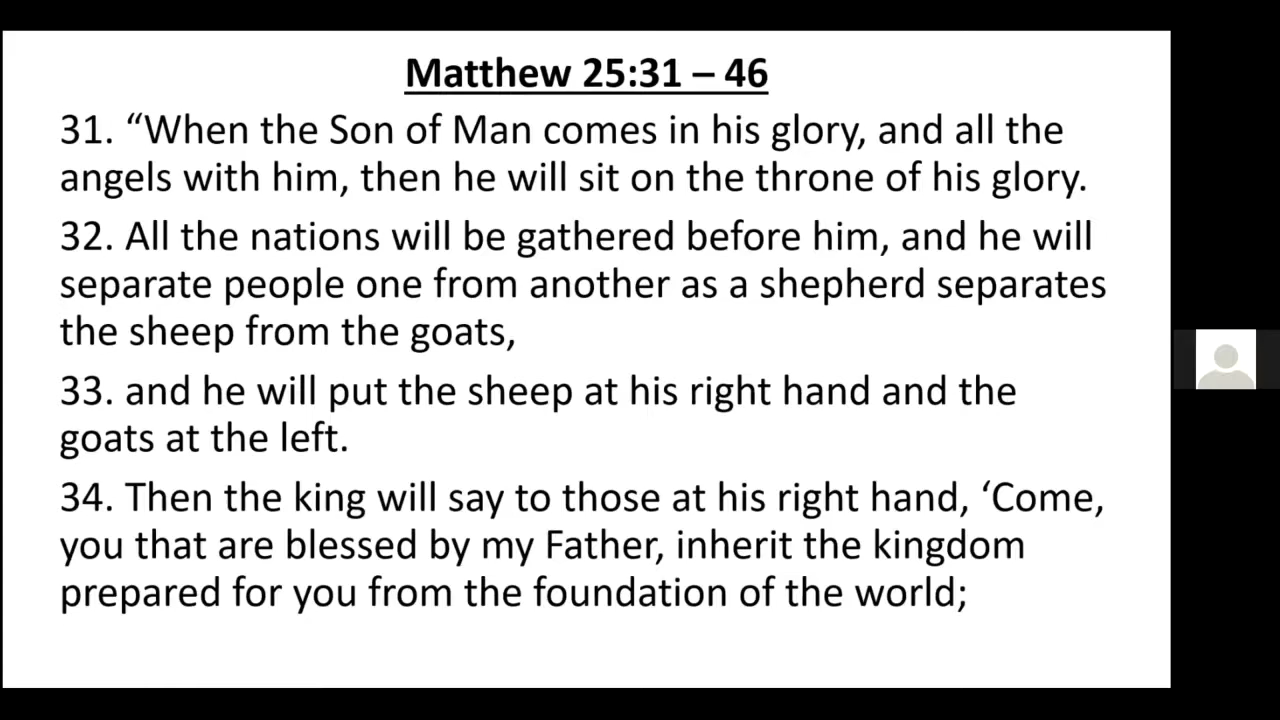 Matthew 25:31 – 46
31. “When the Son of Man comes in his glory, and all the
angels with him, then he will sit on the throne of his glory.
32. All the nations will be gathered before him, and he will
separate people one from another as a shepherd separates
the sheep from the goats,
33. and he will put the sheep at his right hand and the
goats at the left.
34. Then the king will say to those at his right hand, ‘Come,
you that are blessed by my Father, inherit the kingdom
prepared for you from the foundation of the world;